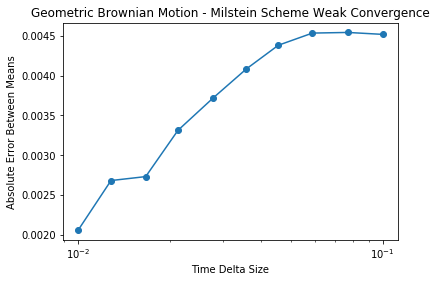 Geometric Brownian Motion - Milstein Scheme Weak Convergence
Absolute Error Between Means
0.0045
0.0040
0.0035
0.0030
0.0025
0.0020
10⁻² 10⁻¹
Time Delta Size